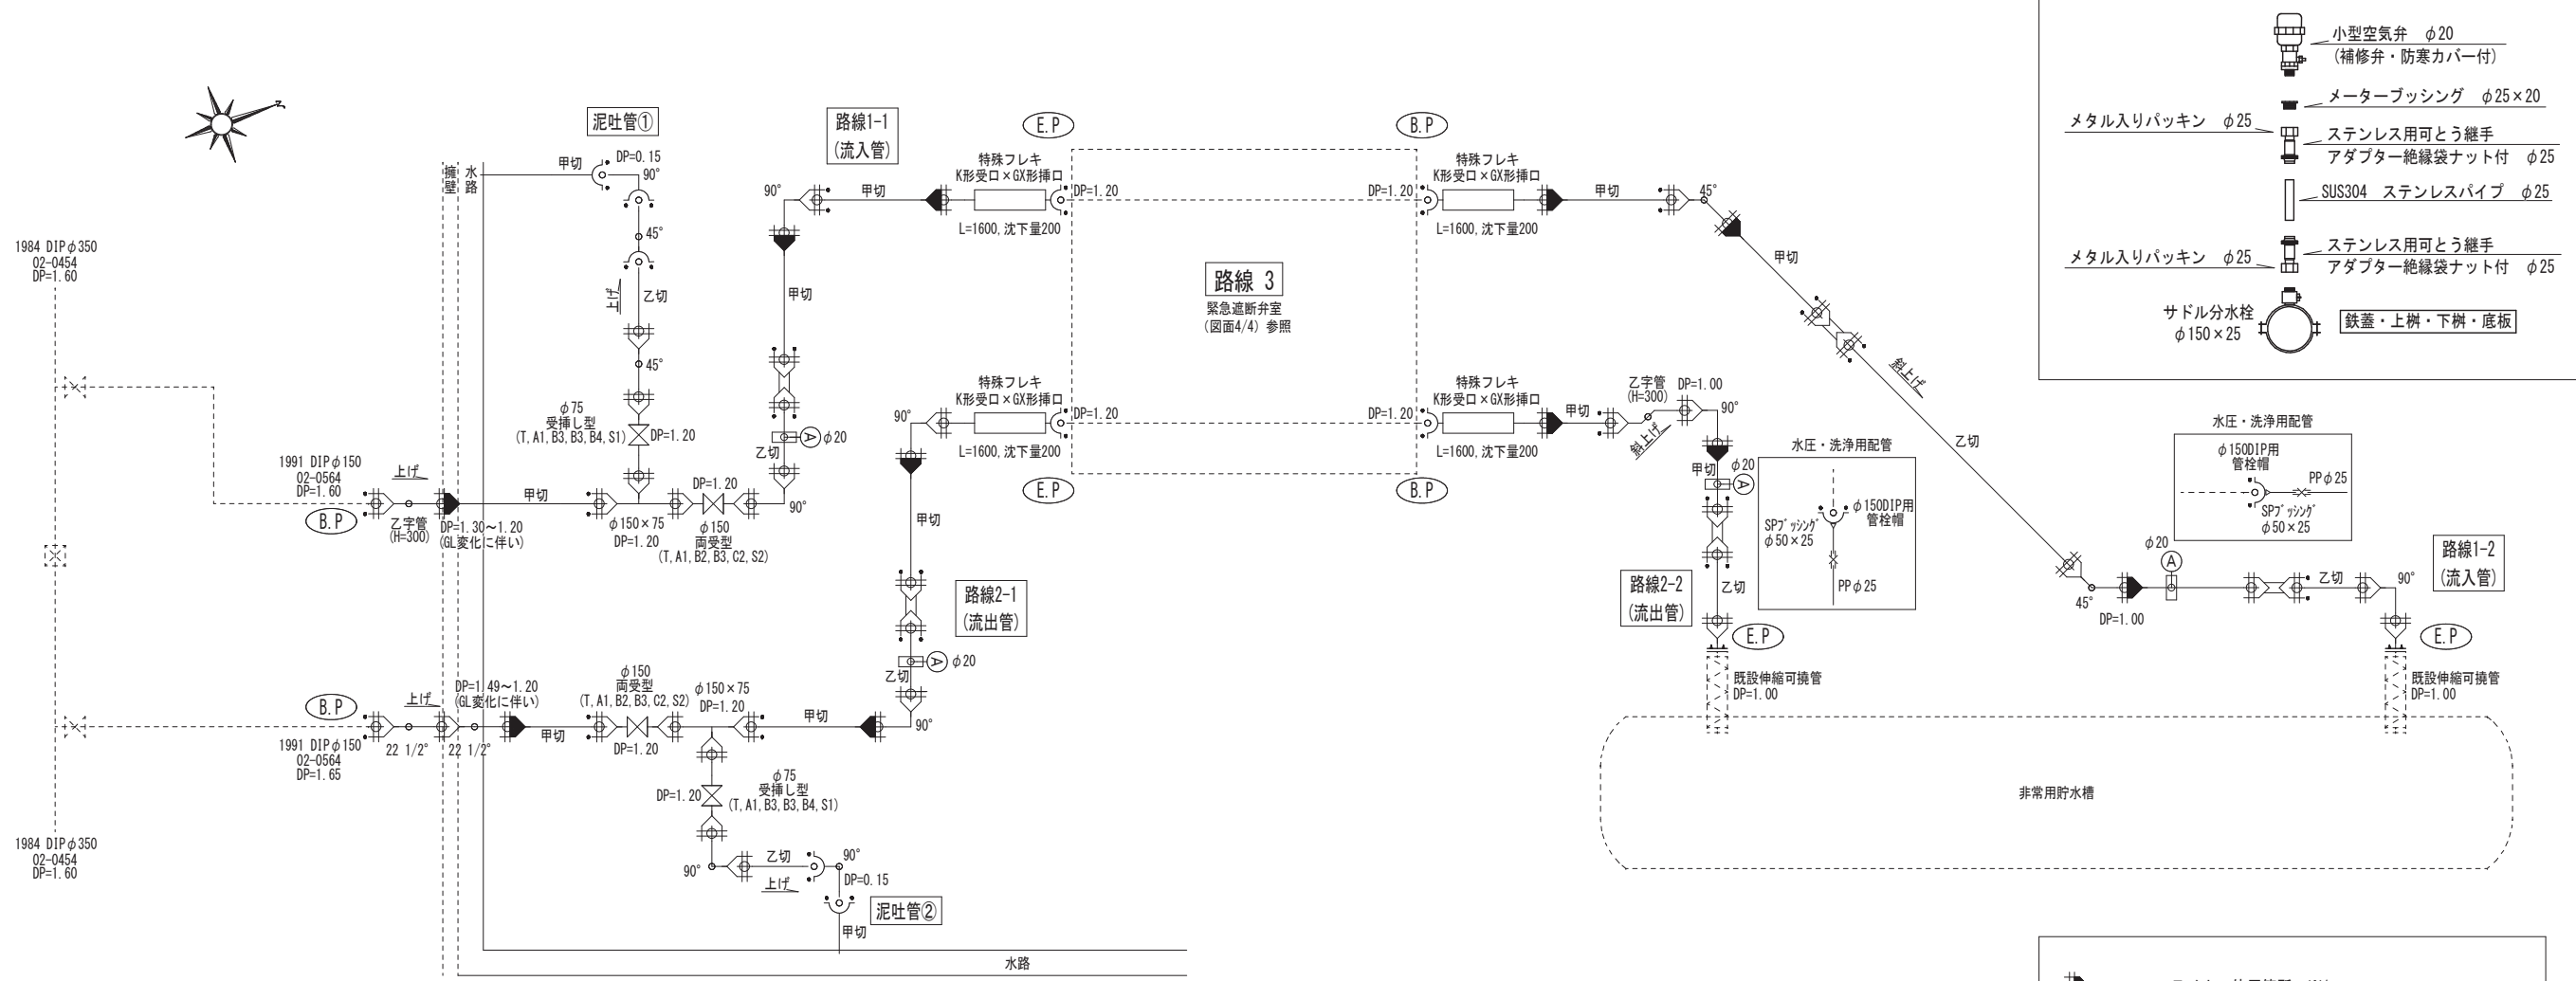 小型空気弁　φ20
(補修弁・防寒カバー付)
メーターブッシング　φ25×20
メタル入りパッキン　φ25
ステンレス用可とう継手
アダプター絶縁袋ナット付　φ25
SUS304　ステンレスパイプ　φ25
メタル入りパッキン　φ25
ステンレス用可とう継手
アダプター絶縁袋ナット付　φ25
サドル分水栓
φ150×25
鉄蓋・上桝・下桝・底板
N
泥吐管①
擁壁
水路
甲切
DP=0.15
90°
45°
上げ
乙切
45°
φ75
受挿し型
(T,A1,B3,B3,B4,S1)
DP=1.20
1984 DIPφ350
02-0454
DP=1.60
1991 DIPφ150
02-0564
DP=1.60
B.P
上げ
乙字管
(H=300)
DP=1.30～1.20
(GL変化に伴い)
甲切
φ150×75
DP=1.20
DP=1.20
φ150
両受型
(T,A1,B2,B3,C2,S2)
90°
乙切
A
φ20
甲切
90°
路線1-1
(流入管)
甲切
特殊フレキ
K形受口×GX形挿口
L=1600,沈下量200
E.P
DP=1.20
路線 3
緊急遮断弁室
(図面4/4) 参照
B.P
DP=1.20
特殊フレキ
K形受口×GX形挿口
L=1600,沈下量200
甲切
45°
甲切
斜上げ
乙切
45°
DP=1.00
φ20
A
乙切
90°
路線1-2
(流入管)
E.P
既設伸縮可撓管
DP=1.00
水圧・洗浄用配管
φ150DIP用
管栓帽
PPφ25
SPブッシング
φ50×25
1984 DIPφ350
02-0454
DP=1.60
B.P
1991 DIPφ150
02-0564
DP=1.65
上げ
22 1/2°
22 1/2°
DP=1.49～1.20
(GL変化に伴い)
甲切
φ150
両受型
(T,A1,B2,B3,C2,S2)
DP=1.20
φ150×75
DP=1.20
甲切
90°
乙切
A
φ20
路線2-1
(流出管)
甲切
90°
特殊フレキ
K形受口×GX形挿口
L=1600,沈下量200
DP=1.20
E.P
DP=1.20
B.P
特殊フレキ
K形受口×GX形挿口
L=1600,沈下量200
甲切
乙字管
(H=300)
斜上げ
DP=1.00
90°
甲切
φ20
A
乙切
路線2-2
(流出管)
E.P
既設伸縮可撓管
DP=1.00
水圧・洗浄用配管
φ150DIP用
管栓帽
SPブッシング
φ50×25
PPφ25
非常用貯水槽
DP=1.20
φ75
受挿し型
(T,A1,B3,B3,B4,S1)
90°
乙切
上げ
90°
DP=0.15
泥吐管②
甲切
水路